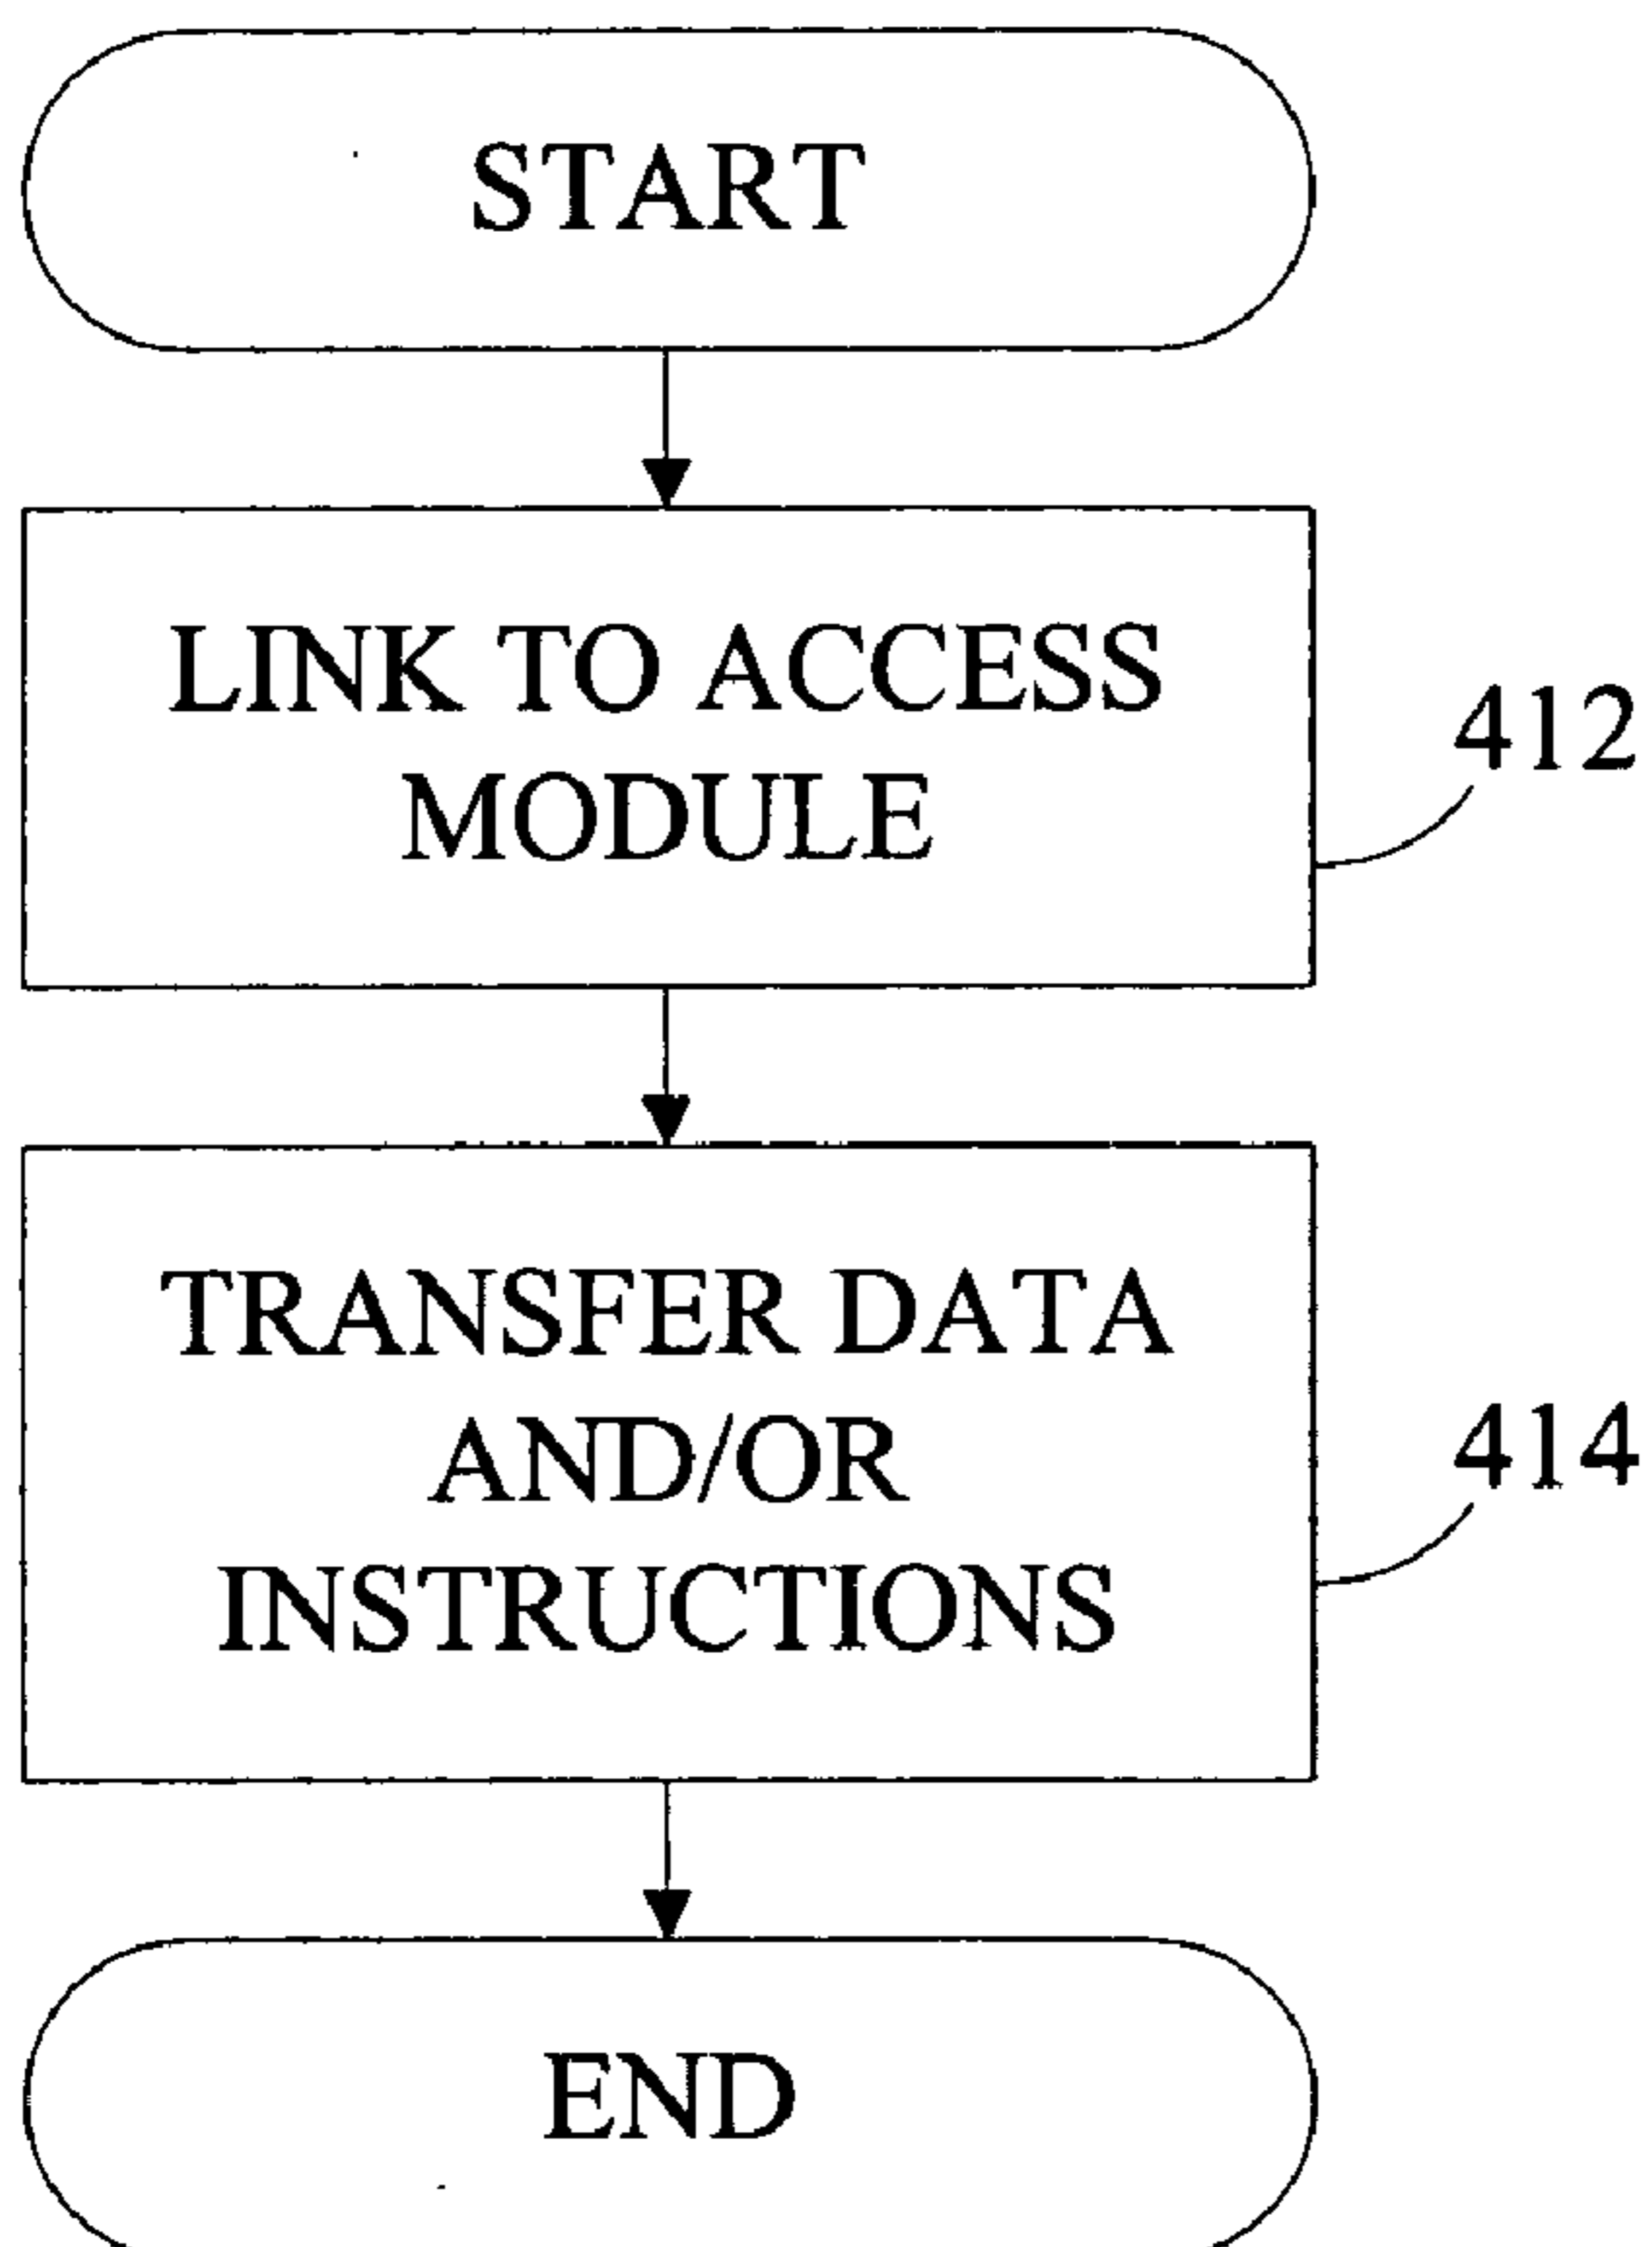 START
LINK TO ACCESS
MODULE
412
TRANSFER DATA
AND/OR
INSTRUCTIONS
414
END